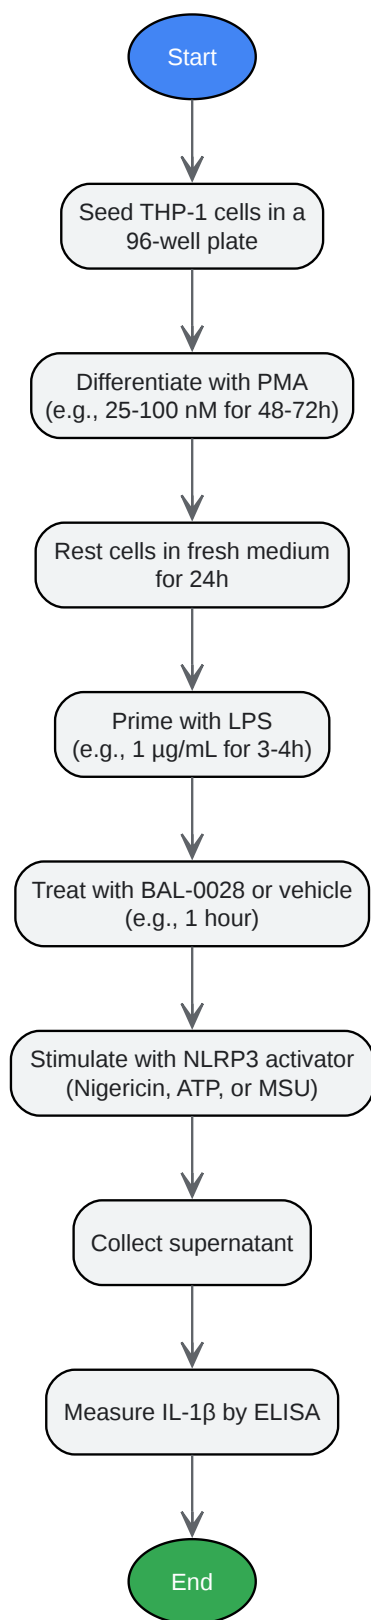 Start
Seed THP-1 cells in a
96-well plate
Differentiate with PMA
(e.g., 25-100 nM for 48-72h)
Rest cells in fresh medium
for 24h
Prime with LPS
(e.g., 1 µg/mL for 3-4h)
Treat with BAL-0028 or vehicle
(e.g., 1 hour)
Stimulate with NLRP3 activator
(Nigericin, ATP, or MSU)
Collect supernatant
Measure IL-1β by ELISA
End